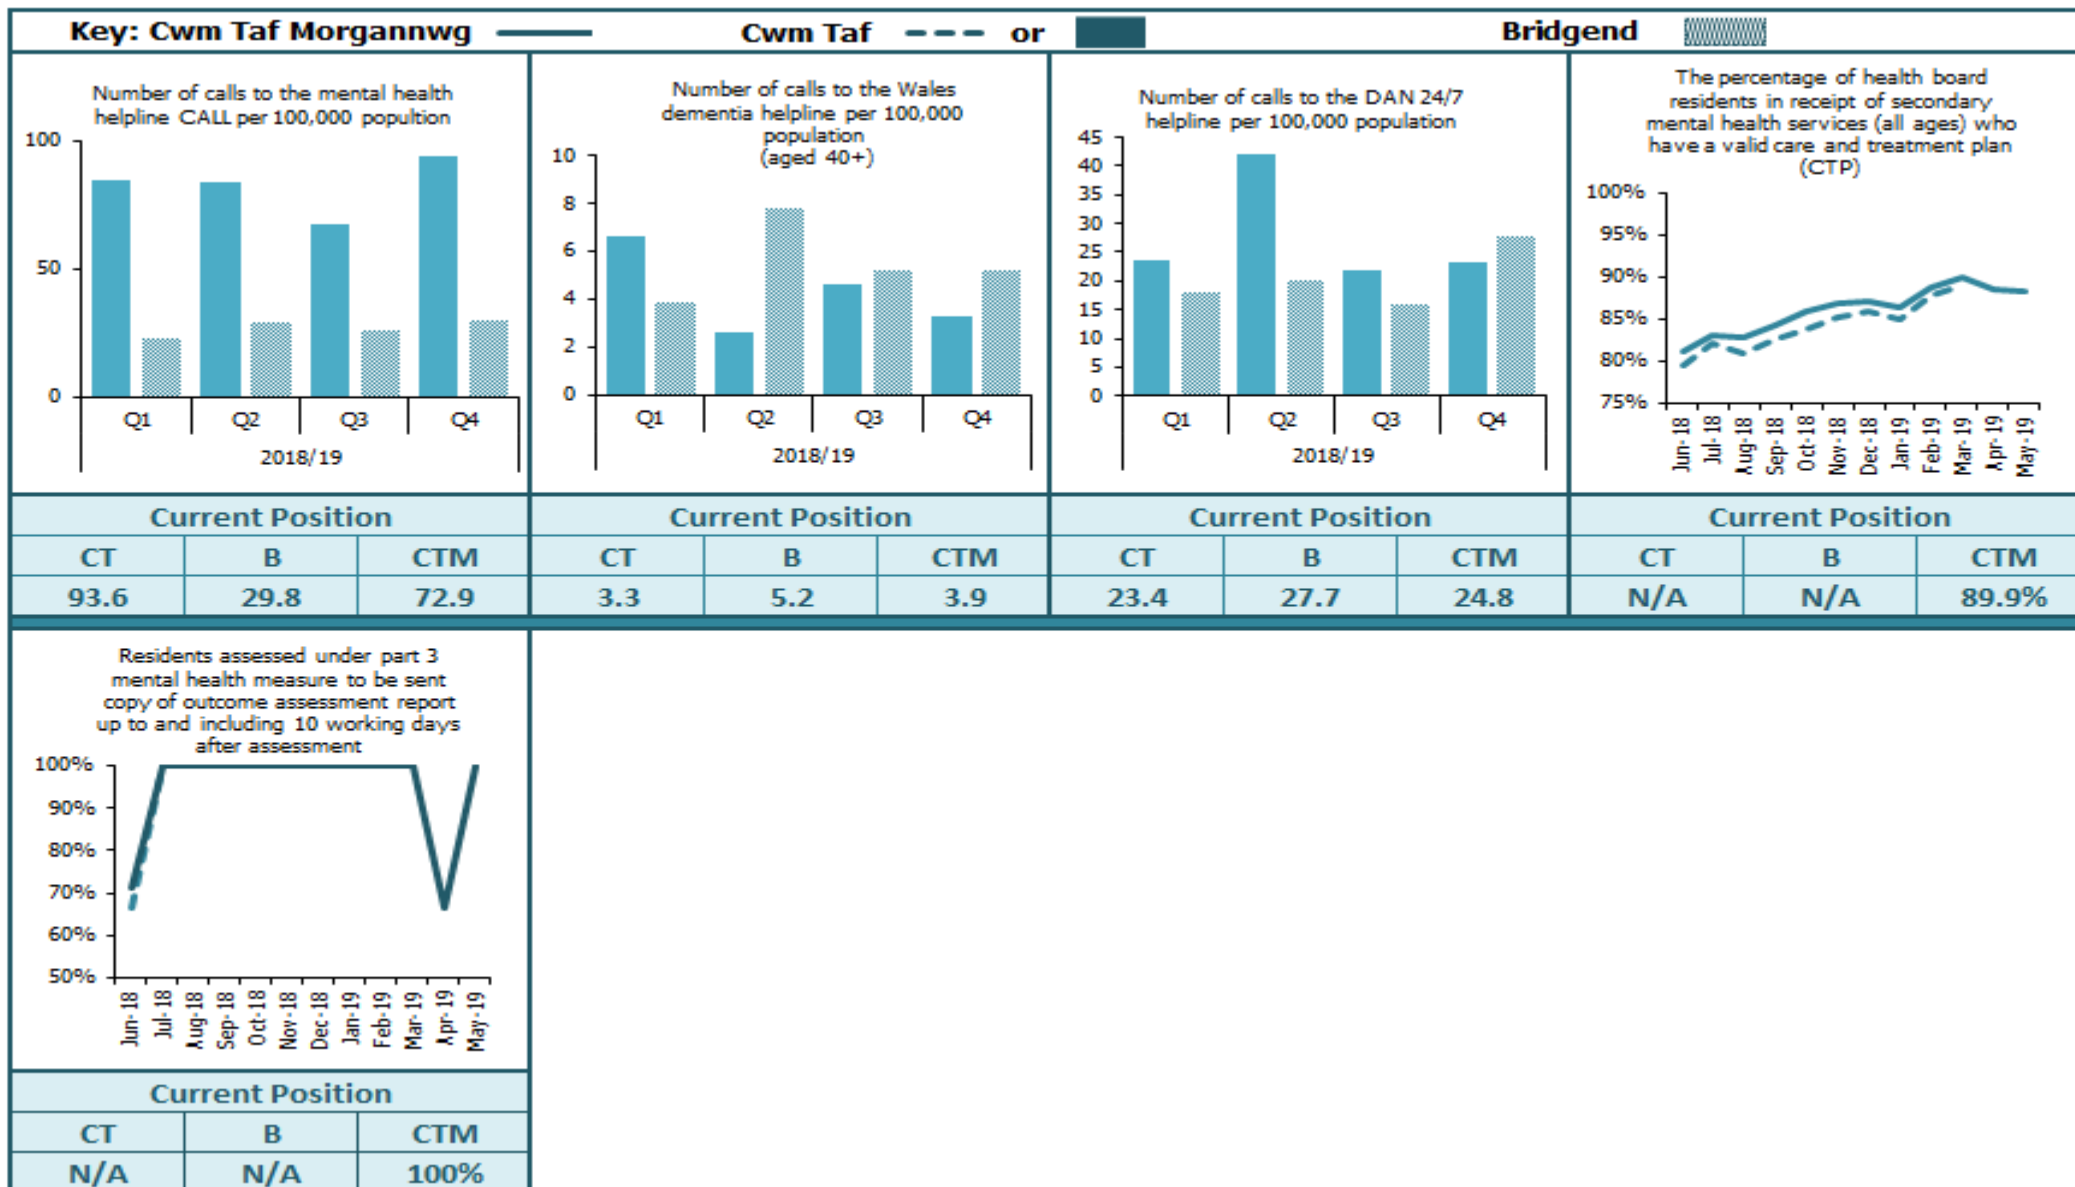 Key: Cwm Taf Morgannwg Cwm Taf or Bridgend
Number of calls to the mental health
helpline CALL per 100,000 popultion
100
50
0
Q1 Q2 Q3 Q4
2018/19
Number of calls to the Wales
dementia helpline per 100,000
population
(aged 40+)
10
8
6
4
2
0
Q1 Q2 Q3 Q4
2018/19
Number of calls to the DAN 24/7
helpline per 100,000 population
45
40
35
30
25
20
15
10
5
0
Q1 Q2 Q3 Q4
2018/19
The percentage of health board
residents in receipt of secondary
mental health services (all ages) who
have a valid care and treatment plan
(CTP)
100%
95%
90%
85%
80%
75%
Jun-18 Jul-18 Aug-18 Sep-18 Oct-18 Nov-18 Dec-18 Jan-19 Feb-19 Mar-19 Apr-19 May-19
Current Position Current Position Current Position Current Position
CT B CTM CT B CTM CT B CTM CT B CTM
93.6 29.8 72.9 3.3 5.2 3.9 23.4 27.7 24.8 N/A N/A 89.9%
Residents assessed under part 3
mental health measure to be sent
copy of outcome assessment report
up to and including 10 working days
after assessment
100%
90%
80%
70%
60%
50%
Jun-18 Jul-18 Aug-18 Sep-18 Oct-18 Nov-18 Dec-18 Jan-19 Feb-19 Mar-19 Apr-19 May-19
Current Position
CT B CTM
N/A N/A 100%